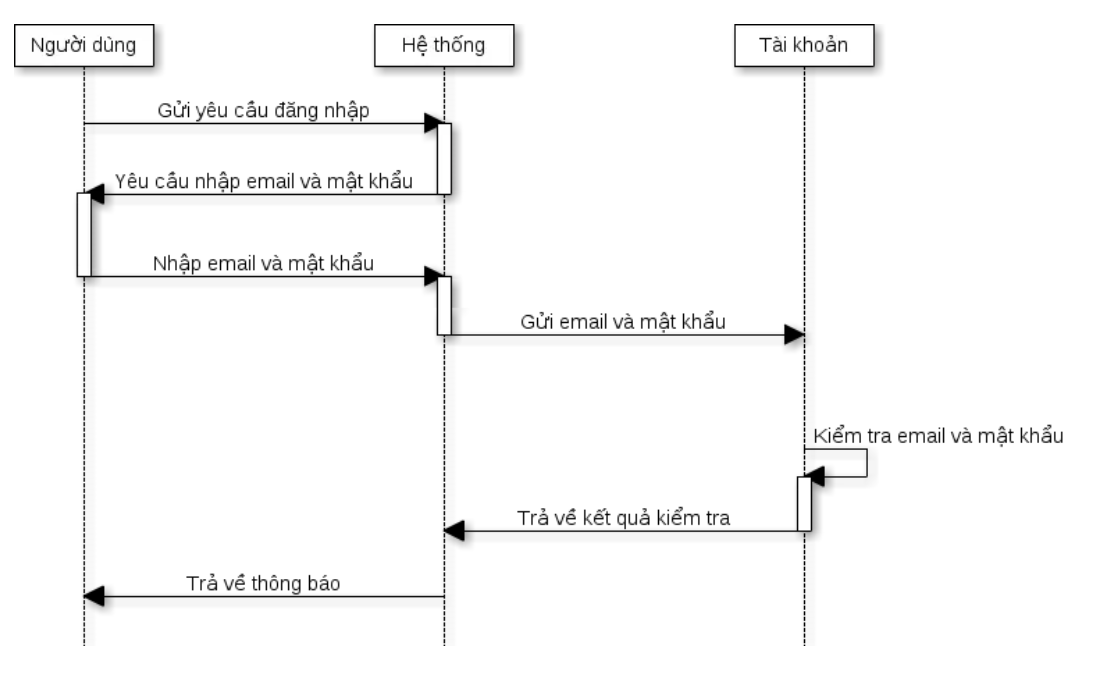 Người dùng
Hệ thống
Tài khoản
Gửi yêu cầu đăng nhập
Yêu cầu nhập email và mật khẩu
Nhập email và mật khẩu
Gửi email và mật khẩu
Kiểm tra email và mật khẩu
Trả về kết quả kiểm tra
Trả về thông báo